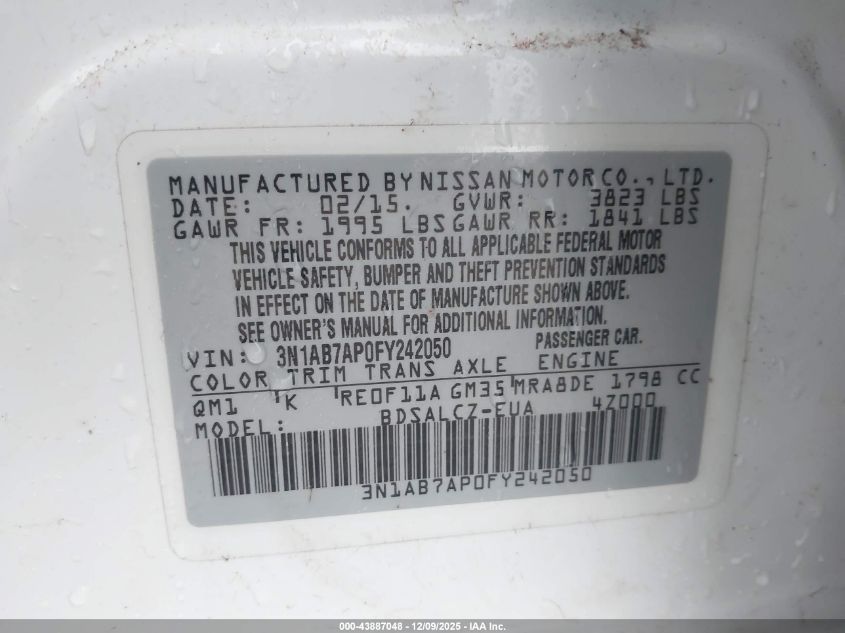 MANUFACTURED BY NISSAN MOTOR CO., LTD.
DATE: 02/15. GVWR: 3823 LBS
GAWR FR: 1995 LBS GAWR RR: 1841 LBS
THIS VEHICLE CONFORMS TO ALL APPLICABLE FEDERAL MOTOR
VEHICLE SAFETY, BUMPER AND THEFT PREVENTION STANDARDS
IN EFFECT ON THE DATE OF MANUFACTURE SHOWN ABOVE.
SEE OWNER'S MANUAL FOR ADDITIONAL INFORMATION.
VIN: 3N1AB7AP0FY242050 PASSENGER CAR.
COLOR TRIM TRANS AXLE ENGINE
QM1 K RE0F11A GM35 MRA8DE 1798 CC
MODEL: BDSALCZ-EUA 4Z000
3N1AB7AP0FY242050
000-43887048 - 12/09/2025 - IAA Inc.